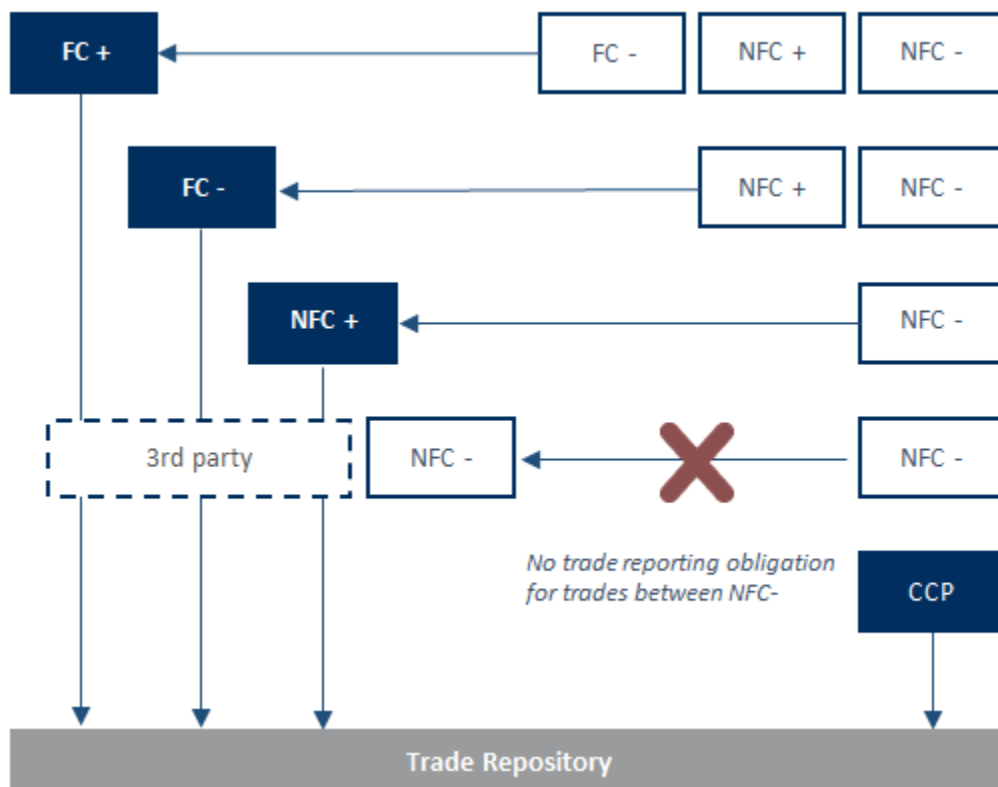 FC +
FC -
NFC +
NFC -
FC -
NFC +
NFC -
NFC +
NFC -
3rd party
NFC -
NFC -
No trade reporting obligation
for trades between NFC-
CCP
Trade Repository